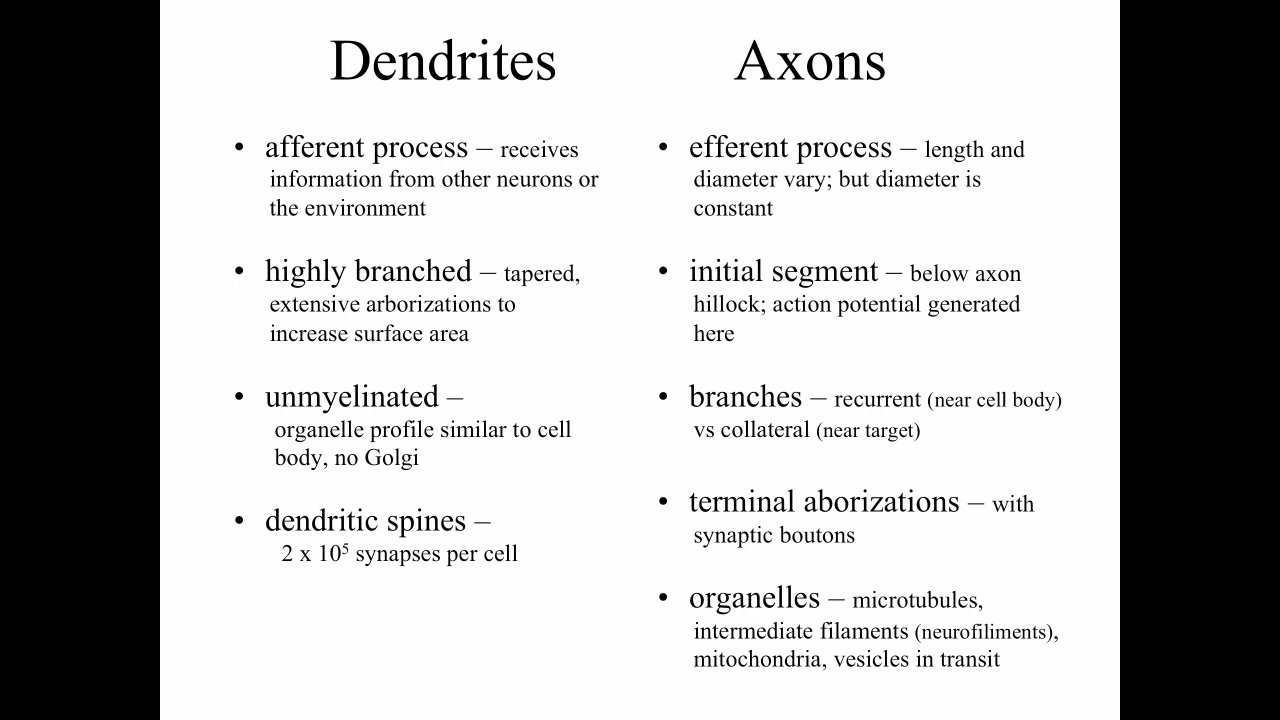 Dendrites
• afferent process – receives
information from other neurons or
the environment
• highly branched – tapered,
extensive arborizations to
increase surface area
• unmyelinated –
organelle profile similar to cell
body, no Golgi
• dendritic spines –
2 x 10⁵ synapses per cell
Axons
• efferent process – length and
diameter vary; but diameter is
constant
• initial segment – below axon
hillock; action potential generated
here
• branches – recurrent (near cell body)
vs collateral (near target)
• terminal aborizations – with
synaptic boutons
• organelles – microtubules,
intermediate filaments (neurofiliments),
mitochondria, vesicles in transit